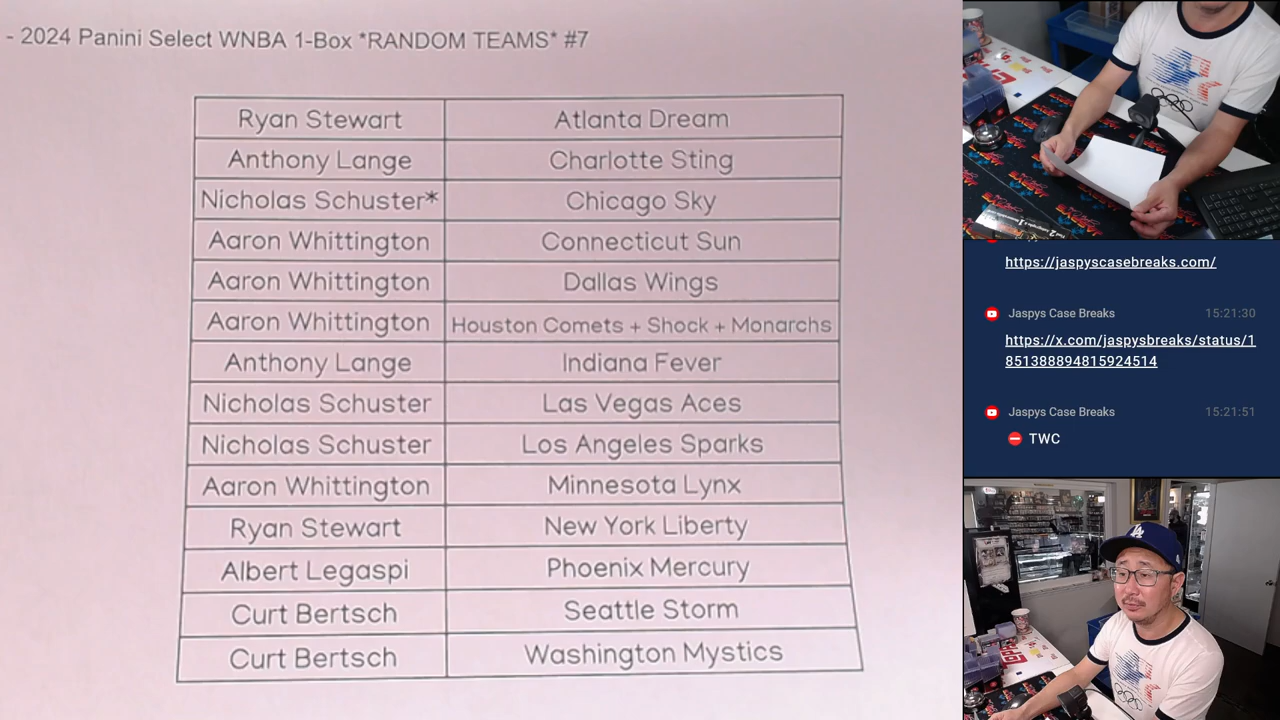 - 2024 Panini Select WNBA 1-Box *RANDOM TEAMS* #7
Ryan Stewart Atlanta Dream
Anthony Lange Charlotte Sting
Nicholas Schuster* Chicago Sky
Aaron Whittington Connecticut Sun
Aaron Whittington Dallas Wings
Aaron Whittington Houston Comets + Shock + Monarchs
Anthony Lange Indiana Fever
Nicholas Schuster Las Vegas Aces
Nicholas Schuster Los Angeles Sparks
Aaron Whittington Minnesota Lynx
Ryan Stewart New York Liberty
Albert Legaspi Phoenix Mercury
Curt Bertsch Seattle Storm
Curt Bertsch Washington Mystics
https://jaspyscasebreaks.com/
Jaspys Case Breaks 15:21:30
https://x.com/jaspysbreaks/status/1
851388894815924514
Jaspys Case Breaks 15:21:51
TWC